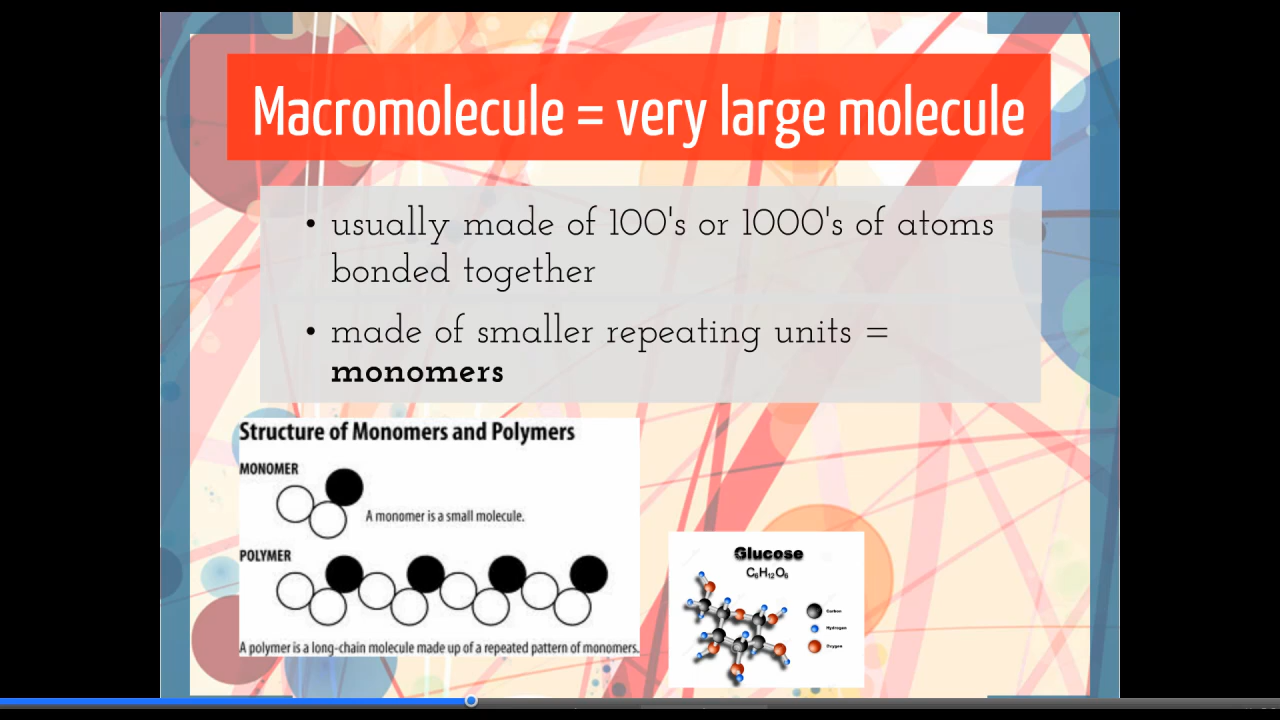 Macromolecule = very large molecule
• usually made of 100's or 1000's of atoms
bonded together
• made of smaller repeating units =
monomers
Structure of Monomers and Polymers
MONOMER
A monomer is a small molecule.
POLYMER
A polymer is a long-chain molecule made up of a repeated pattern of monomers.
Glucose
C₆H₁₂O₆
Carbon
Hydrogen
Oxygen